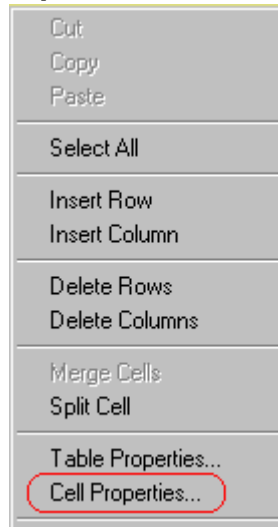 Cut
Copy
Paste
Select All
Insert Row
Insert Column
Delete Rows
Delete Columns
Merge Cells
Split Cell
Table Properties...
Cell Properties...